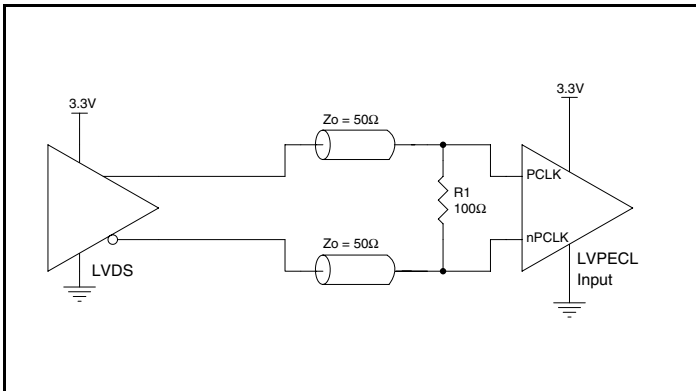 3.3V
3.3V
Zo = 50Ω
PCLK
R1
100Ω
nPCLK
Zo = 50Ω
LVDS
LVPECL
Input